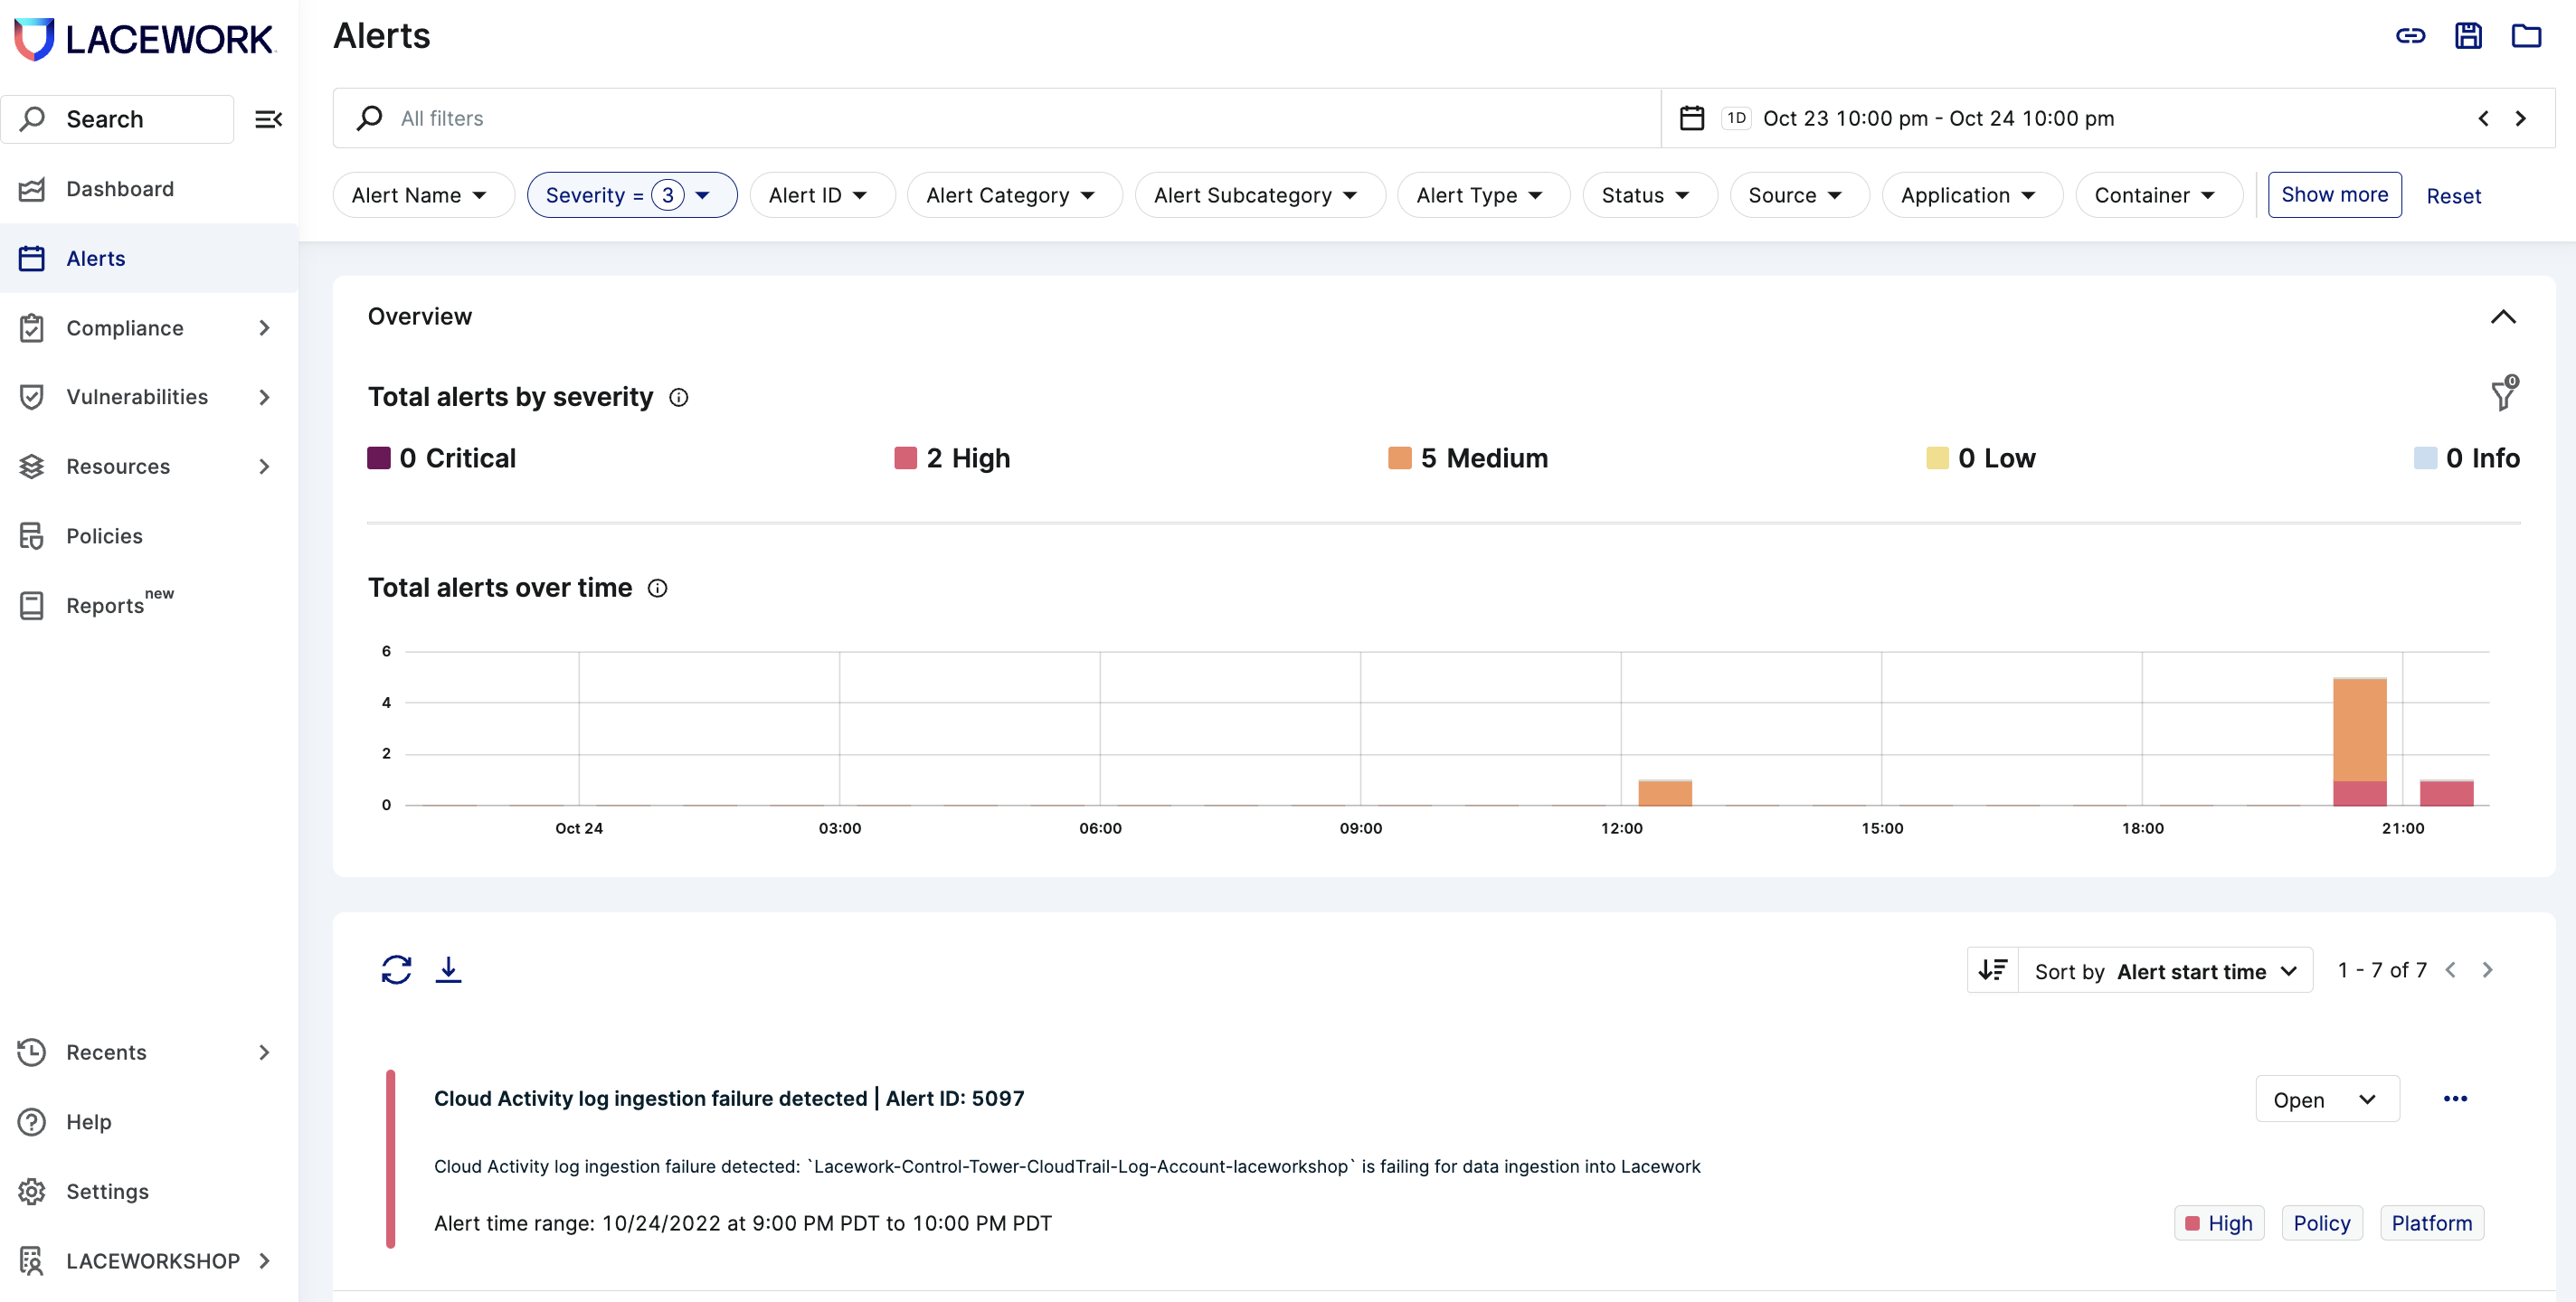 LACEWORK
Alerts
Search
All filters
1D Oct 23 10:00 pm - Oct 24 10:00 pm
Alert Name
Severity = 3
Alert ID
Alert Category
Alert Subcategory
Alert Type
Status
Source
Application
Container
Show more
Reset
Dashboard
Alerts
Compliance
Vulnerabilities
Resources
Policies
Reports new
Recents
Help
Settings
LACEWORKSHOP
Overview
Total alerts by severity
0
0 Critical
2 High
5 Medium
0 Low
0 Info
Total alerts over time
6
4
2
0
Oct 24
03:00
06:00
09:00
12:00
15:00
18:00
21:00
Sort by Alert start time
1 - 7 of 7
Cloud Activity log ingestion failure detected | Alert ID: 5097
Open
Cloud Activity log ingestion failure detected: `Lacework-Control-Tower-CloudTrail-Log-Account-laceworkshop` is failing for data ingestion into Lacework
Alert time range: 10/24/2022 at 9:00 PM PDT to 10:00 PM PDT
High
Policy
Platform